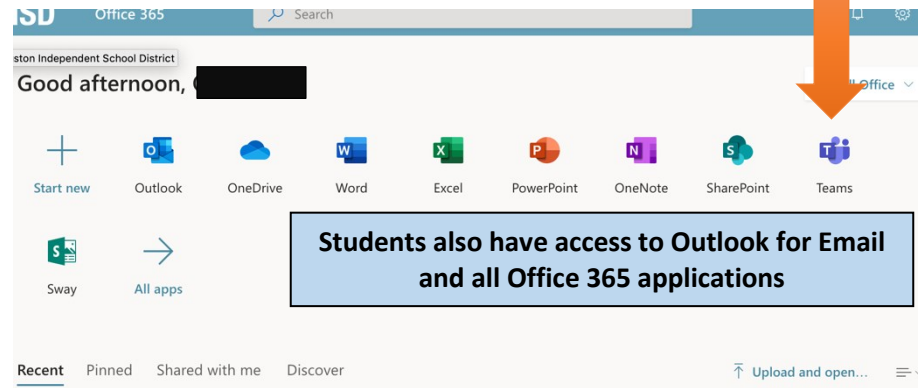 ISD Office 365 Search
ston Independent School District
Good afternoon,
Office
Start new Outlook OneDrive Word Excel PowerPoint OneNote SharePoint Teams
Students also have access to Outlook for Email
and all Office 365 applications
Sway All apps
Recent Pinned Shared with me Discover Upload and open...